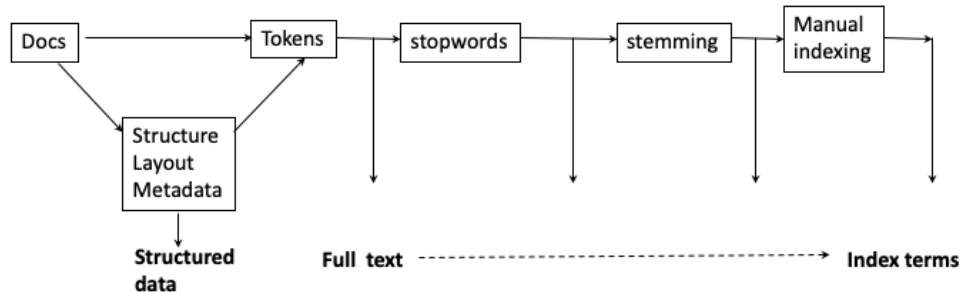 Docs
Tokens
stopwords
stemming
Manual
indexing
Structure
Layout
Metadata
Structured
data
Full text
Index terms